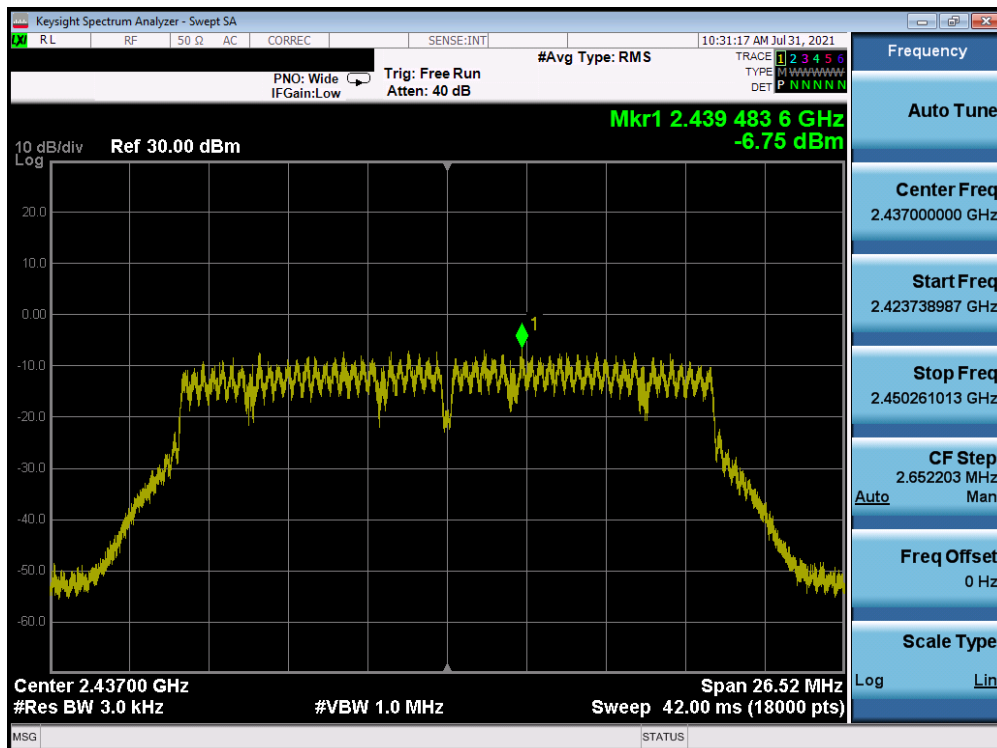 Keysight Spectrum Analyzer - Swept SA
LXI RL RF 50 Ω AC CORREC SENSE:INT 10:31:17 AM Jul 31, 2021
Frequency
#Avg Type: RMS
TRACE 1 2 3 4 5 6
TYPE M WWWWW
DET P N N N N N
PNO: Wide
IFGain:Low
Trig: Free Run
Atten: 40 dB
Mkr1 2.439 483 6 GHz
-6.75 dBm
10 dB/div
Log
Ref 30.00 dBm
20.0
10.0
0.00
-10.0
-20.0
-30.0
-40.0
-50.0
-60.0
1
Center 2.43700 GHz
Span 26.52 MHz
#Res BW 3.0 kHz
#VBW 1.0 MHz
Sweep 42.00 ms (18000 pts)
Auto Tune
Center Freq
2.437000000 GHz
Start Freq
2.423738987 GHz
Stop Freq
2.450261013 GHz
CF Step
2.652203 MHz
Auto Man
Freq Offset
0 Hz
Scale Type
Log Lin
MSG
STATUS